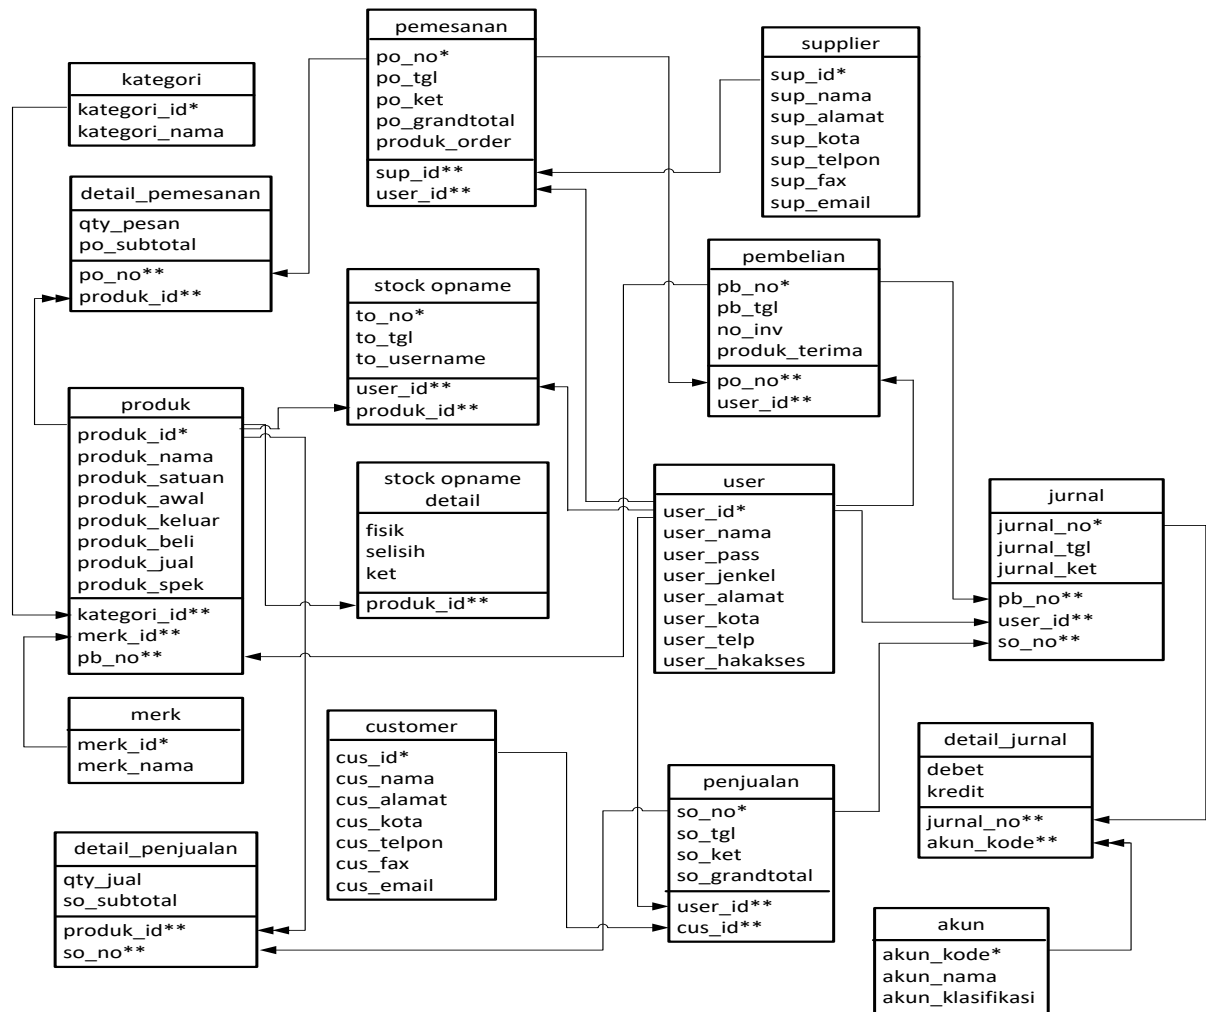 pemesanan
po_no*
po_tgl
po_ket
po_grandtotal
produk_order
sup_id**
user_id**
supplier
sup_id*
sup_nama
sup_alamat
sup_kota
sup_telpon
sup_fax
sup_email
kategori
kategori_id*
kategori_nama
detail_pemesanan
qty_pesan
po_subtotal
po_no**
produk_id**
stock opname
to_no*
to_tgl
to_username
user_id**
produk_id**
pembelian
pb_no*
pb_tgl
no_inv
produk_terima
po_no**
user_id**
produk
produk_id*
produk_nama
produk_satuan
produk_awal
produk_keluar
produk_beli
produk_jual
produk_spek
kategori_id**
merk_id**
pb_no**
stock opname
detail
fisik
selisih
ket
produk_id**
user
user_id*
user_nama
user_pass
user_jenkel
user_alamat
user_kota
user_telp
user_hakakses
jurnal
jurnal_no*
jurnal_tgl
jurnal_ket
pb_no**
user_id**
so_no**
merk
merk_id*
merk_nama
customer
cus_id*
cus_nama
cus_alamat
cus_kota
cus_telpon
cus_fax
cus_email
penjualan
so_no*
so_tgl
so_ket
so_grandtotal
user_id**
cus_id**
detail_jurnal
debet
kredit
jurnal_no**
akun_kode**
detail_penjualan
qty_jual
so_subtotal
produk_id**
so_no**
akun
akun_kode*
akun_nama
akun_klasifikasi